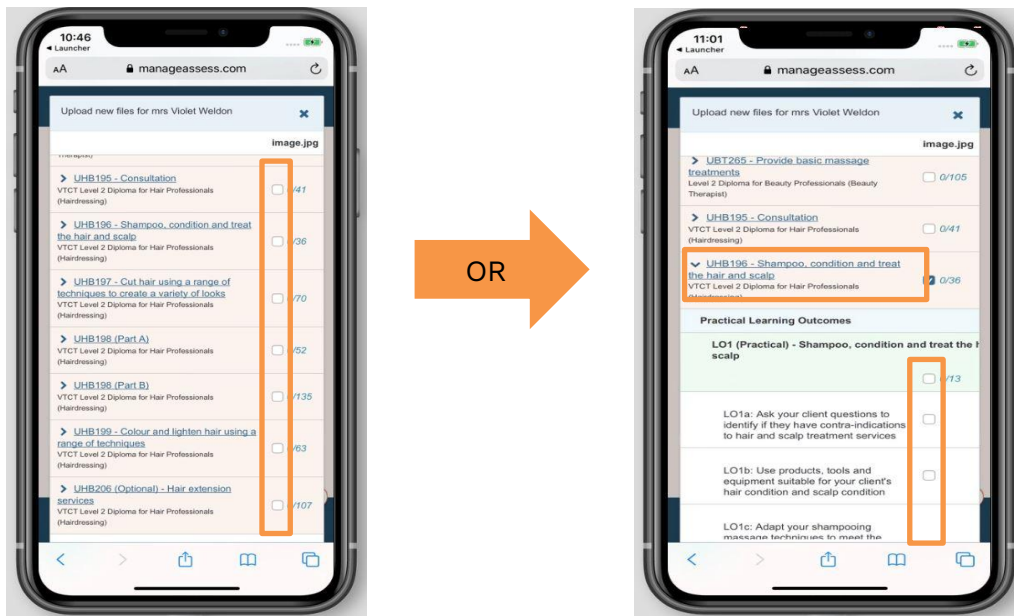 10:46
Launcher
AA manageassess.com
Upload new files for mrs Violet Weldon
image.jpg
Therapist)
UHB195 - Consultation
VTCT Level 2 Diploma for Hair Professionals
(Hairdressing)
/41
UHB196 - Shampoo, condition and treat
the hair and scalp
VTCT Level 2 Diploma for Hair Professionals
(Hairdressing)
/36
UHB197 - Cut hair using a range of
techniques to create a variety of looks
VTCT Level 2 Diploma for Hair Professionals
(Hairdressing)
/70
UHB198 (Part A)
VTCT Level 2 Diploma for Hair Professionals
(Hairdressing)
/52
UHB198 (Part B)
VTCT Level 2 Diploma for Hair Professionals
(Hairdressing)
/135
UHB199 - Colour and lighten hair using a
range of techniques
VTCT Level 2 Diploma for Hair Professionals
(Hairdressing)
/63
UHB206 (Optional) - Hair extension
services
VTCT Level 2 Diploma for Hair Professionals
(Hairdressing)
/107
OR
11:01
Launcher
AA manageassess.com
Upload new files for mrs Violet Weldon
image.jpg
UBT265 - Provide basic massage
treatments
Level 2 Diploma for Beauty Professionals (Beauty
Therapist)
0/105
UHB195 - Consultation
VTCT Level 2 Diploma for Hair Professionals
(Hairdressing)
0/41
UHB196 - Shampoo, condition and treat
the hair and scalp
VTCT Level 2 Diploma for Hair Professionals
(Hairdressing)
0/36
Practical Learning Outcomes
LO1 (Practical) - Shampoo, condition and treat the h
scalp
/13
LO1a: Ask your client questions to
identify if they have contra-indications
to hair and scalp treatment services
LO1b: Use products, tools and
equipment suitable for your client's
hair condition and scalp condition
LO1c: Adapt your shampooing
massage techniques to meet the